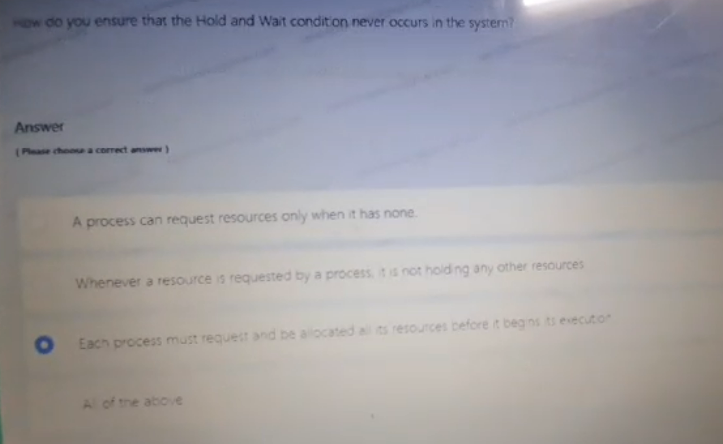 How do you ensure that the Hold and Wait condition never occurs in the system?
Answer
( Please choose a correct answer )
A process can request resources only when it has none.
Whenever a resource is requested by a process, it is not holding any other resources
Each process must request and be allocated all its resources before it begins its execution
All of the above